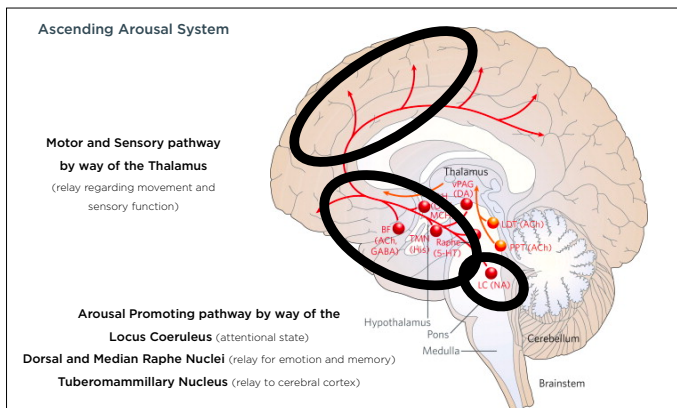 Ascending Arousal System
Motor and Sensory pathway
by way of the Thalamus
(relay regarding movement and
sensory function)
Thalamus
vPAG
(DA)
MCH
BF
(ACh,
GABA)
TMN
(His)
Raphe
(5-HT)
LDT (ACh)
PPT (ACh)
LC (NA)
Arousal Promoting pathway by way of the
Locus Coeruleus (attentional state)
Dorsal and Median Raphe Nuclei (relay for emotion and memory)
Tuberomammillary Nucleus (relay to cerebral cortex)
Hypothalamus
Pons
Medulla
Cerebellum
Brainstem